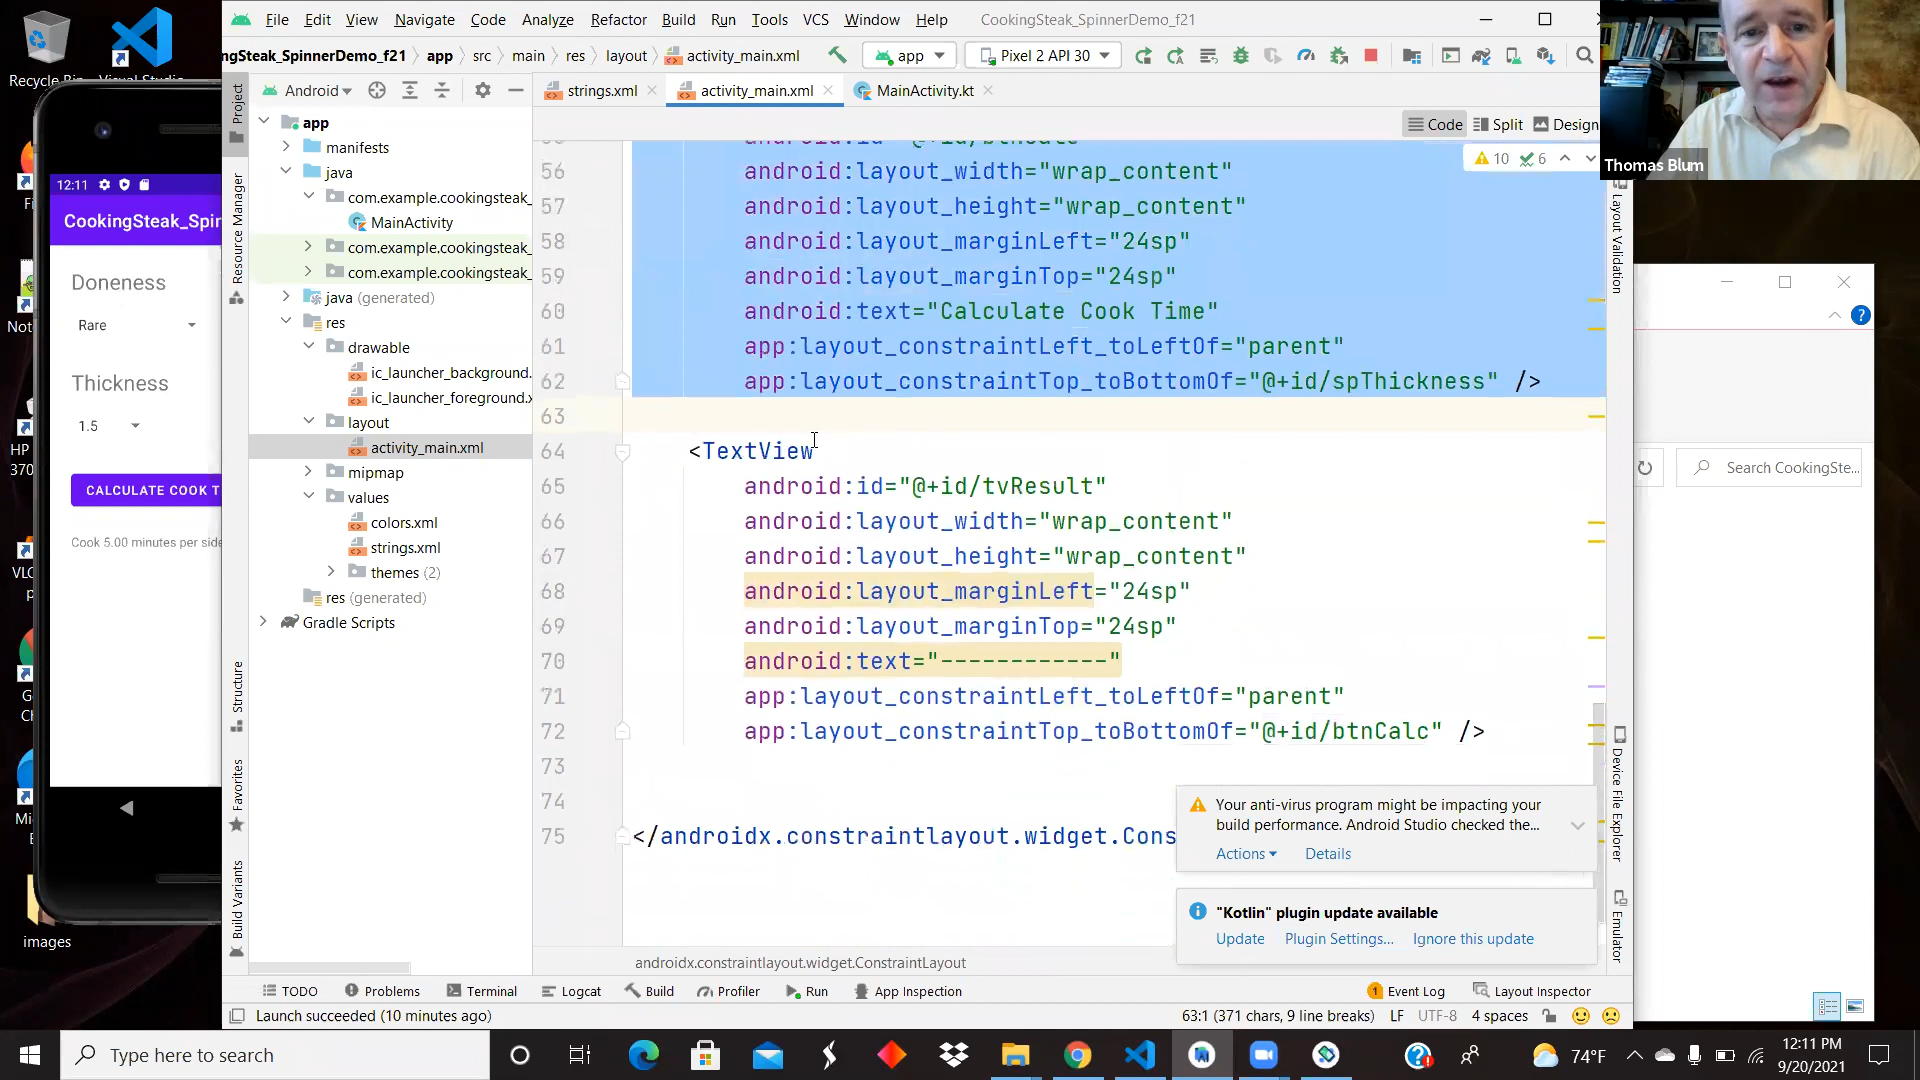 File Edit View Navigate Code Analyze Refactor Build Run Tools VCS Window Help CookingSteak_SpinnerDemo_f21
ngSteak_SpinnerDemo_f21 app src main res layout activity_main.xml app Pixel 2 API 30
Recycle Bin
Project
Android
strings.xml activity_main.xml MainActivity.kt
Code Split Design
10 6
Thomas Blum
app
manifests
java
com.example.cookingsteak_
MainActivity
com.example.cookingsteak_
com.example.cookingsteak_
java (generated)
res
drawable
ic_launcher_background.
ic_launcher_foreground.x
layout
activity_main.xml
mipmap
values
colors.xml
strings.xml
themes (2)
res (generated)
Gradle Scripts
Resource Manager
Structure
Favorites
Build Variants
12:11
CookingSteak_Spin
Doneness
Rare
Thickness
1.5
CALCULATE COOK T
Cook 5.00 minutes per side
Not
HP
370
VLC
p
G
Cl
Mi
E
images
56 android:layout_width="wrap_content"
57 android:layout_height="wrap_content"
58 android:layout_marginLeft="24sp"
59 android:layout_marginTop="24sp"
60 android:text="Calculate Cook Time"
61 app:layout_constraintLeft_toLeftOf="parent"
62 app:layout_constraintTop_toBottomOf="@+id/spThickness" />
63
64 <TextView
65 android:id="@+id/tvResult"
66 android:layout_width="wrap_content"
67 android:layout_height="wrap_content"
68 android:layout_marginLeft="24sp"
69 android:layout_marginTop="24sp"
70 android:text="------------"
71 app:layout_constraintLeft_toLeftOf="parent"
72 app:layout_constraintTop_toBottomOf="@+id/btnCalc" />
73
74
75 </androidx.constraintlayout.widget.Cons
Layout Validation
Device File Explorer
Emulator
Search CookingSte...
Your anti-virus program might be impacting your
build performance. Android Studio checked the...
Actions Details
"Kotlin" plugin update available
Update Plugin Settings... Ignore this update
androidx.constraintlayout.widget.ConstraintLayout
TODO Problems Terminal Logcat Build Profiler Run App Inspection 1 Event Log Layout Inspector
Launch succeeded (10 minutes ago) 63:1 (371 chars, 9 line breaks) LF UTF-8 4 spaces
Type here to search
74°F
12:11 PM
9/20/2021